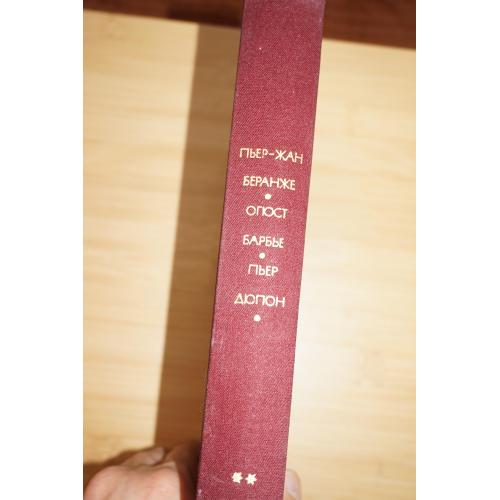 ПЬЕР-ЖАН
БЕРАНЖЕ
•
ОГЮСТ
БАРБЬЕ
•
ПЬЕР
ДЮПОН
•
**